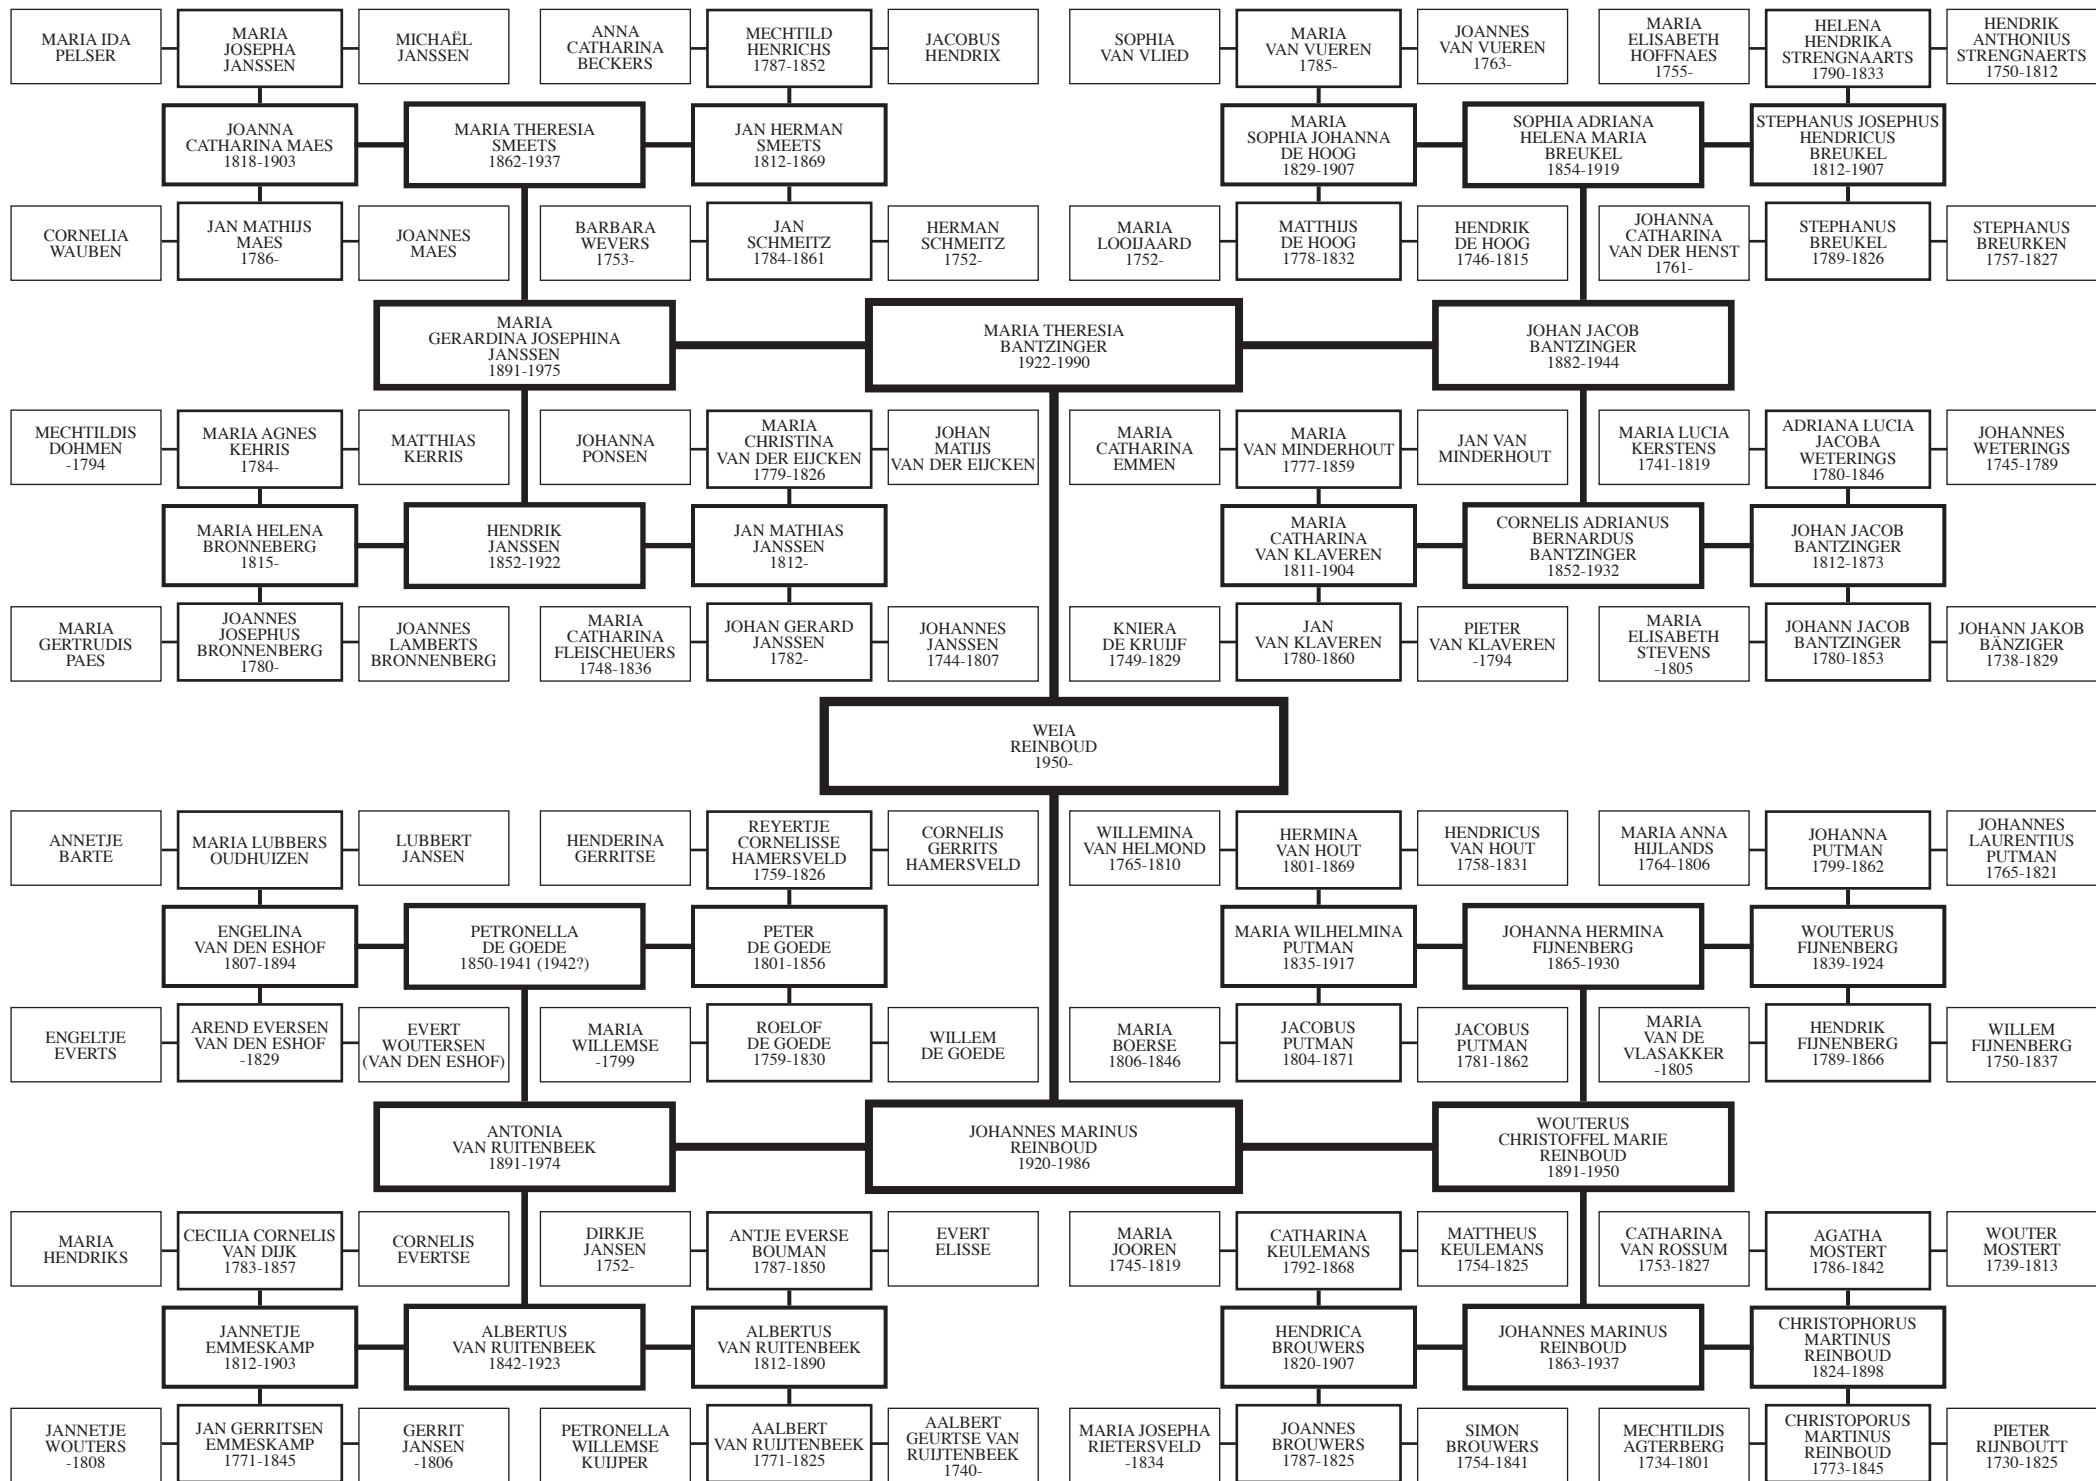 MARIA IDA
PELSER
MARIA
JOSEPHA
JANSSEN
MICHAËL
JANSSEN
ANNA
CATHARINA
BECKERS
MECHTILD
HENRICHS
1787-1852
JACOBUS
HENDRIX
SOPHIA
VAN VLIED
MARIA
VAN VUEREN
1785-
JOANNES
VAN VUEREN
1763-
MARIA
ELISABETH
HOFFNAES
1755-
HELENA
HENDRIKA
STRENGNAARTS
1790-1833
HENDRIK
ANTHONIUS
STRENGNAERTS
1750-1812
JOANNA
CATHARINA MAES
1818-1903
MARIA THERESIA
SMEETS
1862-1937
JAN HERMAN
SMEETS
1812-1869
MARIA
SOPHIA JOHANNA
DE HOOG
1829-1907
SOPHIA ADRIANA
HELENA MARIA
BREUKEL
1854-1919
STEPHANUS JOSEPHUS
HENDRICUS
BREUKEL
1812-1907
CORNELIA
WAUBEN
JAN MATHIJS
MAES
1786-
JOANNES
MAES
BARBARA
WEVERS
1753-
JAN
SCHMEITZ
1784-1861
HERMAN
SCHMEITZ
1752-
MARIA
LOOIJAARD
1752-
MATTHIJS
DE HOOG
1778-1832
HENDRIK
DE HOOG
1746-1815
JOHANNA
CATHARINA
VAN DER HENST
1761-
STEPHANUS
BREUKEL
1789-1826
STEPHANUS
BREURKEN
1757-1827
MARIA
GERARDINA JOSEPHINA
JANSSEN
1891-1975
MARIA THERESIA
BANTZINGER
1922-1990
JOHAN JACOB
BANTZINGER
1882-1944
MECHTILDIS
DOHMEN
-1794
MARIA AGNES
KEHRIS
1784-
MATTHIAS
KERRIS
JOHANNA
PONSEN
MARIA
CHRISTINA
VAN DER EIJCKEN
1779-1826
JOHAN
MATIJS
VAN DER EIJCKEN
MARIA
CATHARINA
EMMEN
MARIA
VAN MINDERHOUT
1777-1859
JAN VAN
MINDERHOUT
MARIA LUCIA
KERSTENS
1741-1819
ADRIANA LUCIA
JACOBA
WETERINGS
1780-1846
JOHANNES
WETERINGS
1745-1789
MARIA HELENA
BRONNEBERG
1815-
HENDRIK
JANSSEN
1852-1922
JAN MATHIAS
JANSSEN
1812-
MARIA
CATHARINA
VAN KLAVEREN
1811-1904
CORNELIS ADRIANUS
BERNARDUS
BANTZINGER
1852-1932
JOHAN JACOB
BANTZINGER
1812-1873
MARIA
GERTRUDIS
PAES
JOANNES
JOSEPHUS
BRONNENBERG
1780-
JOANNES
LAMBERTS
BRONNENBERG
MARIA
CATHARINA
FLEISCHEUERS
1748-1836
JOHAN GERARD
JANSSEN
1782-
JOHANNES
JANSSEN
1744-1807
KNIERA
DE KRUIJF
1749-1829
JAN
VAN KLAVEREN
1780-1860
PIETER
VAN KLAVEREN
-1794
MARIA
ELISABETH
STEVENS
-1805
JOHANN JACOB
BANTZINGER
1780-1853
JOHANN JAKOB
BÄNZIGER
1738-1829
WEIA
REINBOUD
1950-
ANNETJE
BARTE
MARIA LUBBERS
OUDHUIZEN
LUBBERT
JANSEN
HENDERINA
GERRITSE
REYERTJE
CORNELISSE
HAMERSVELD
1759-1826
CORNELIS
GERRITS
HAMERSVELD
WILLEMINA
VAN HELMOND
1765-1810
HERMINA
VAN HOUT
1801-1869
HENDRICUS
VAN HOUT
1758-1831
MARIA ANNA
HIJLANDS
1764-1806
JOHANNA
PUTMAN
1799-1862
JOHANNES
LAURENTIUS
PUTMAN
1765-1821
ENGELINA
VAN DEN ESHOF
1807-1894
PETRONELLA
DE GOEDE
1850-1941 (1942?)
PETER
DE GOEDE
1801-1856
MARIA WILHELMINA
PUTMAN
1835-1917
JOHANNA HERMINA
FIJNENBERG
1865-1930
WOUTERUS
FIJNENBERG
1839-1924
ENGELTJE
EVERTS
AREND EVERSEN
VAN DEN ESHOF
-1829
EVERT
WOUTERSEN
(VAN DEN ESHOF)
MARIA
WILLEMSE
-1799
ROELOF
DE GOEDE
1759-1830
WILLEM
DE GOEDE
MARIA
BOERSE
1806-1846
JACOBUS
PUTMAN
1804-1871
JACOBUS
PUTMAN
1781-1862
MARIA
VAN DE
VLASAKKER
-1805
HENDRIK
FIJNENBERG
1789-1866
WILLEM
FIJNENBERG
1750-1837
ANTONIA
VAN RUITENBEEK
1891-1974
JOHANNES MARINUS
REINBOUD
1920-1986
WOUTERUS
CHRISTOFFEL MARIE
REINBOUD
1891-1950
MARIA
HENDRIKS
CECILIA CORNELIS
VAN DIJK
1783-1857
CORNELIS
EVERTSE
DIRKJE
JANSEN
1752-
ANTJE EVERSE
BOUMAN
1787-1850
EVERT
ELISSE
MARIA
JOOREN
1745-1819
CATHARINA
KEULEMANS
1792-1868
MATTHEUS
KEULEMANS
1754-1825
CATHARINA
VAN ROSSUM
1753-1827
AGATHA
MOSTERT
1786-1842
WOUTER
MOSTERT
1739-1813
JANNETJE
EMMESKAMP
1812-1903
ALBERTUS
VAN RUITENBEEK
1842-1923
ALBERTUS
VAN RUITENBEEK
1812-1890
HENDRICA
BROUWERS
1820-1907
JOHANNES MARINUS
REINBOUD
1863-1937
CHRISTOPHORUS
MARTINUS
REINBOUD
1824-1898
JANNETJE
WOUTERS
-1808
JAN GERRITSEN
EMMESKAMP
1771-1845
GERRIT
JANSEN
-1806
PETRONELLA
WILLEMSE
KUIJPER
AALBERT
VAN RUIJTENBEEK
1771-1825
AALBERT
GEURTSE VAN
RUIJTENBEEK
1740-
MARIA JOSEPHA
RIETERSVELD
-1834
JOANNES
BROUWERS
1787-1825
SIMON
BROUWERS
1754-1841
MECHTILDIS
AGTERBERG
1734-1801
CHRISTOPORUS
MARTINUS
REINBOUD
1773-1845
PIETER
RIJNBOUTT
1730-1825